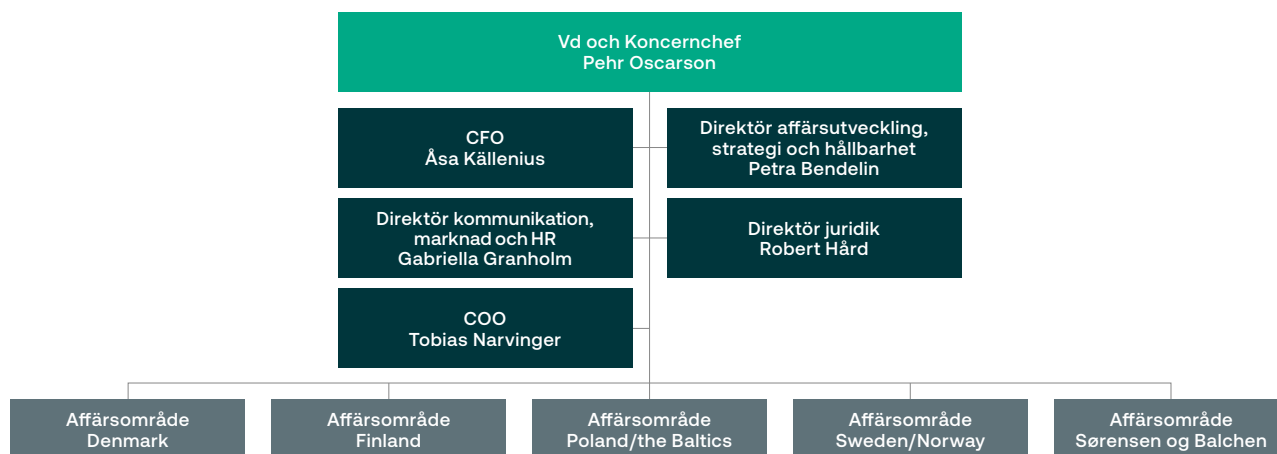 Vd och Koncernchef
Pehr Oscarson
CFO
Åsa Källenius
Direktör affärsutveckling,
strategi och hållbarhet
Petra Bendelin
Direktör kommunikation,
marknad och HR
Gabriella Granholm
Direktör juridik
Robert Hård
COO
Tobias Narvinger
Affärsområde
Denmark
Affärsområde
Finland
Affärsområde
Poland/the Baltics
Affärsområde
Sweden/Norway
Affärsområde
Sørensen og Balchen